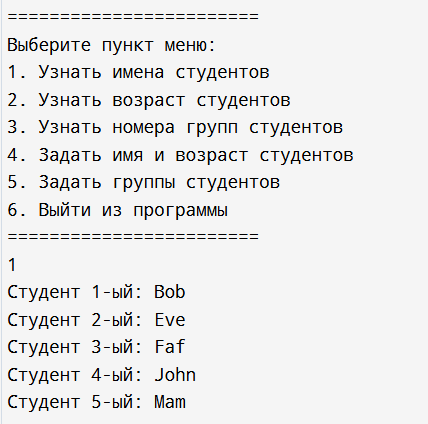 ========================
Выберите пункт меню:
1. Узнать имена студентов
2. Узнать возраст студентов
3. Узнать номера групп студентов
4. Задать имя и возраст студентов
5. Задать группы студентов
6. Выйти из программы
========================
1
Студент 1-ый: Bob
Студент 2-ый: Eve
Студент 3-ый: Faf
Студент 4-ый: John
Студент 5-ый: Mam